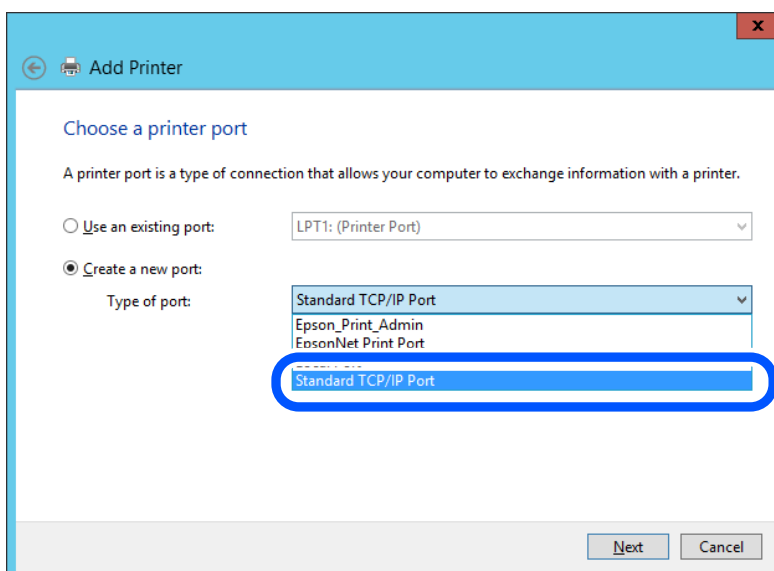 x
Add Printer
Choose a printer port
A printer port is a type of connection that allows your computer to exchange information with a printer.
Use an existing port: LPT1: (Printer Port)
Create a new port:
Type of port: Standard TCP/IP Port
Epson_Print_Admin
EpsonNet Print Port
Standard TCP/IP Port
Next Cancel